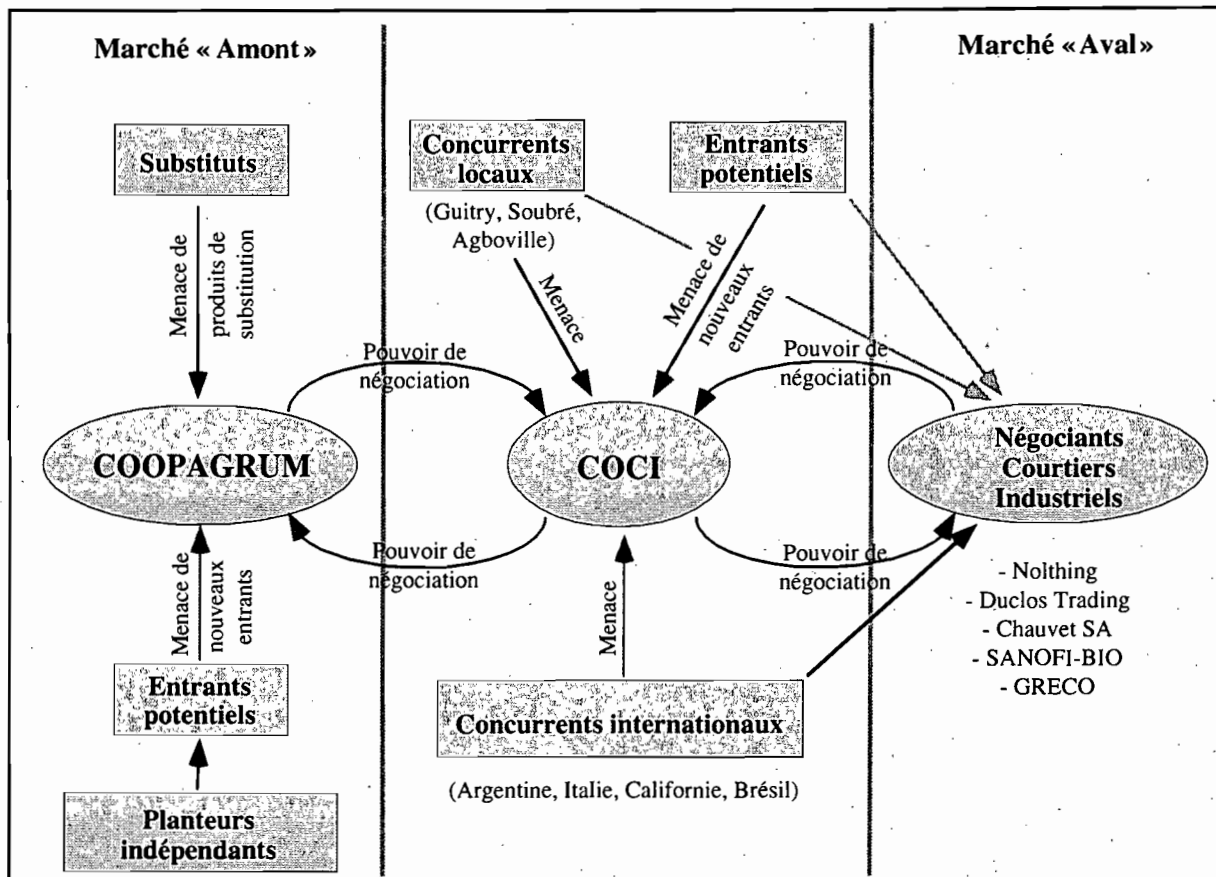 Marché « Amont »
Marché « Aval »
Substituts
Concurrents
locaux
(Guitry, Soubré,
Agboville)
Entrants
potentiels
Menace de
produits de
substitution
Menace
Menace de
nouveaux
entrants
Pouvoir de
négociation
Pouvoir de
négociation
COOPAGRUM
COCI
Négociants
Courtiers
Industriels
Pouvoir de
négociation
Pouvoir de
négociation
- Nolthing
- Duclos Trading
- Chauvet SA
- SANOFI-BIO
- GRECO
Menace de
nouveaux
entrants
Menace
Entrants
potentiels
Concurrents internationaux
(Argentine, Italie, Californie, Brésil)
Planteurs
indépendants